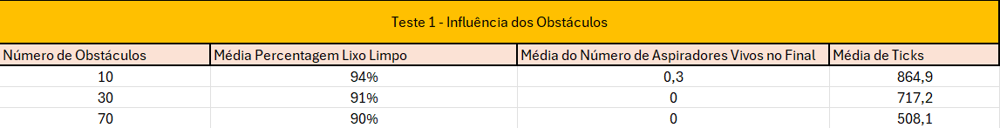 Teste 1 - Influência dos Obstáculos
Número de Obstáculos Média Percentagem Lixo Limpo Média do Número de Aspiradores Vivos no Final Média de Ticks
10 94% 0,3 864,9
30 91% 0 717,2
70 90% 0 508,1